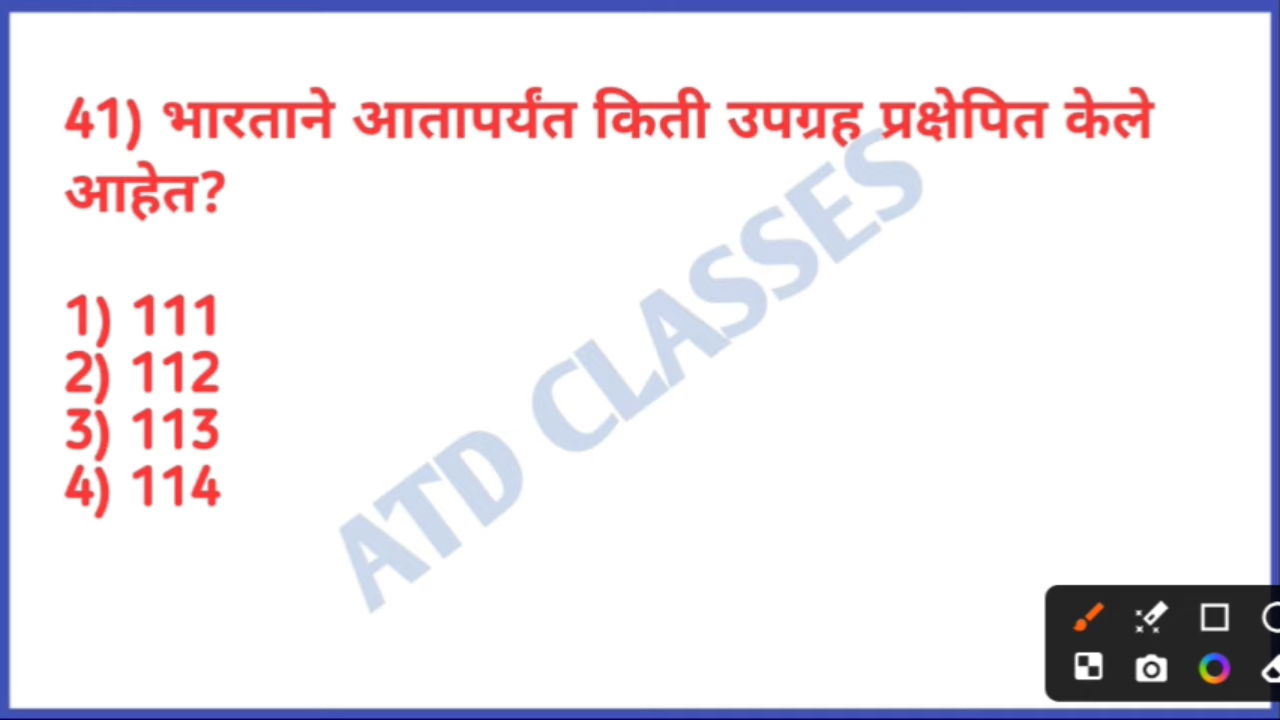 41) भारताने आतापर्यंत किती उपग्रह प्रक्षेपित केले
आहेत?
1) 111
2) 112
3) 113
4) 114
ATD CLASSES